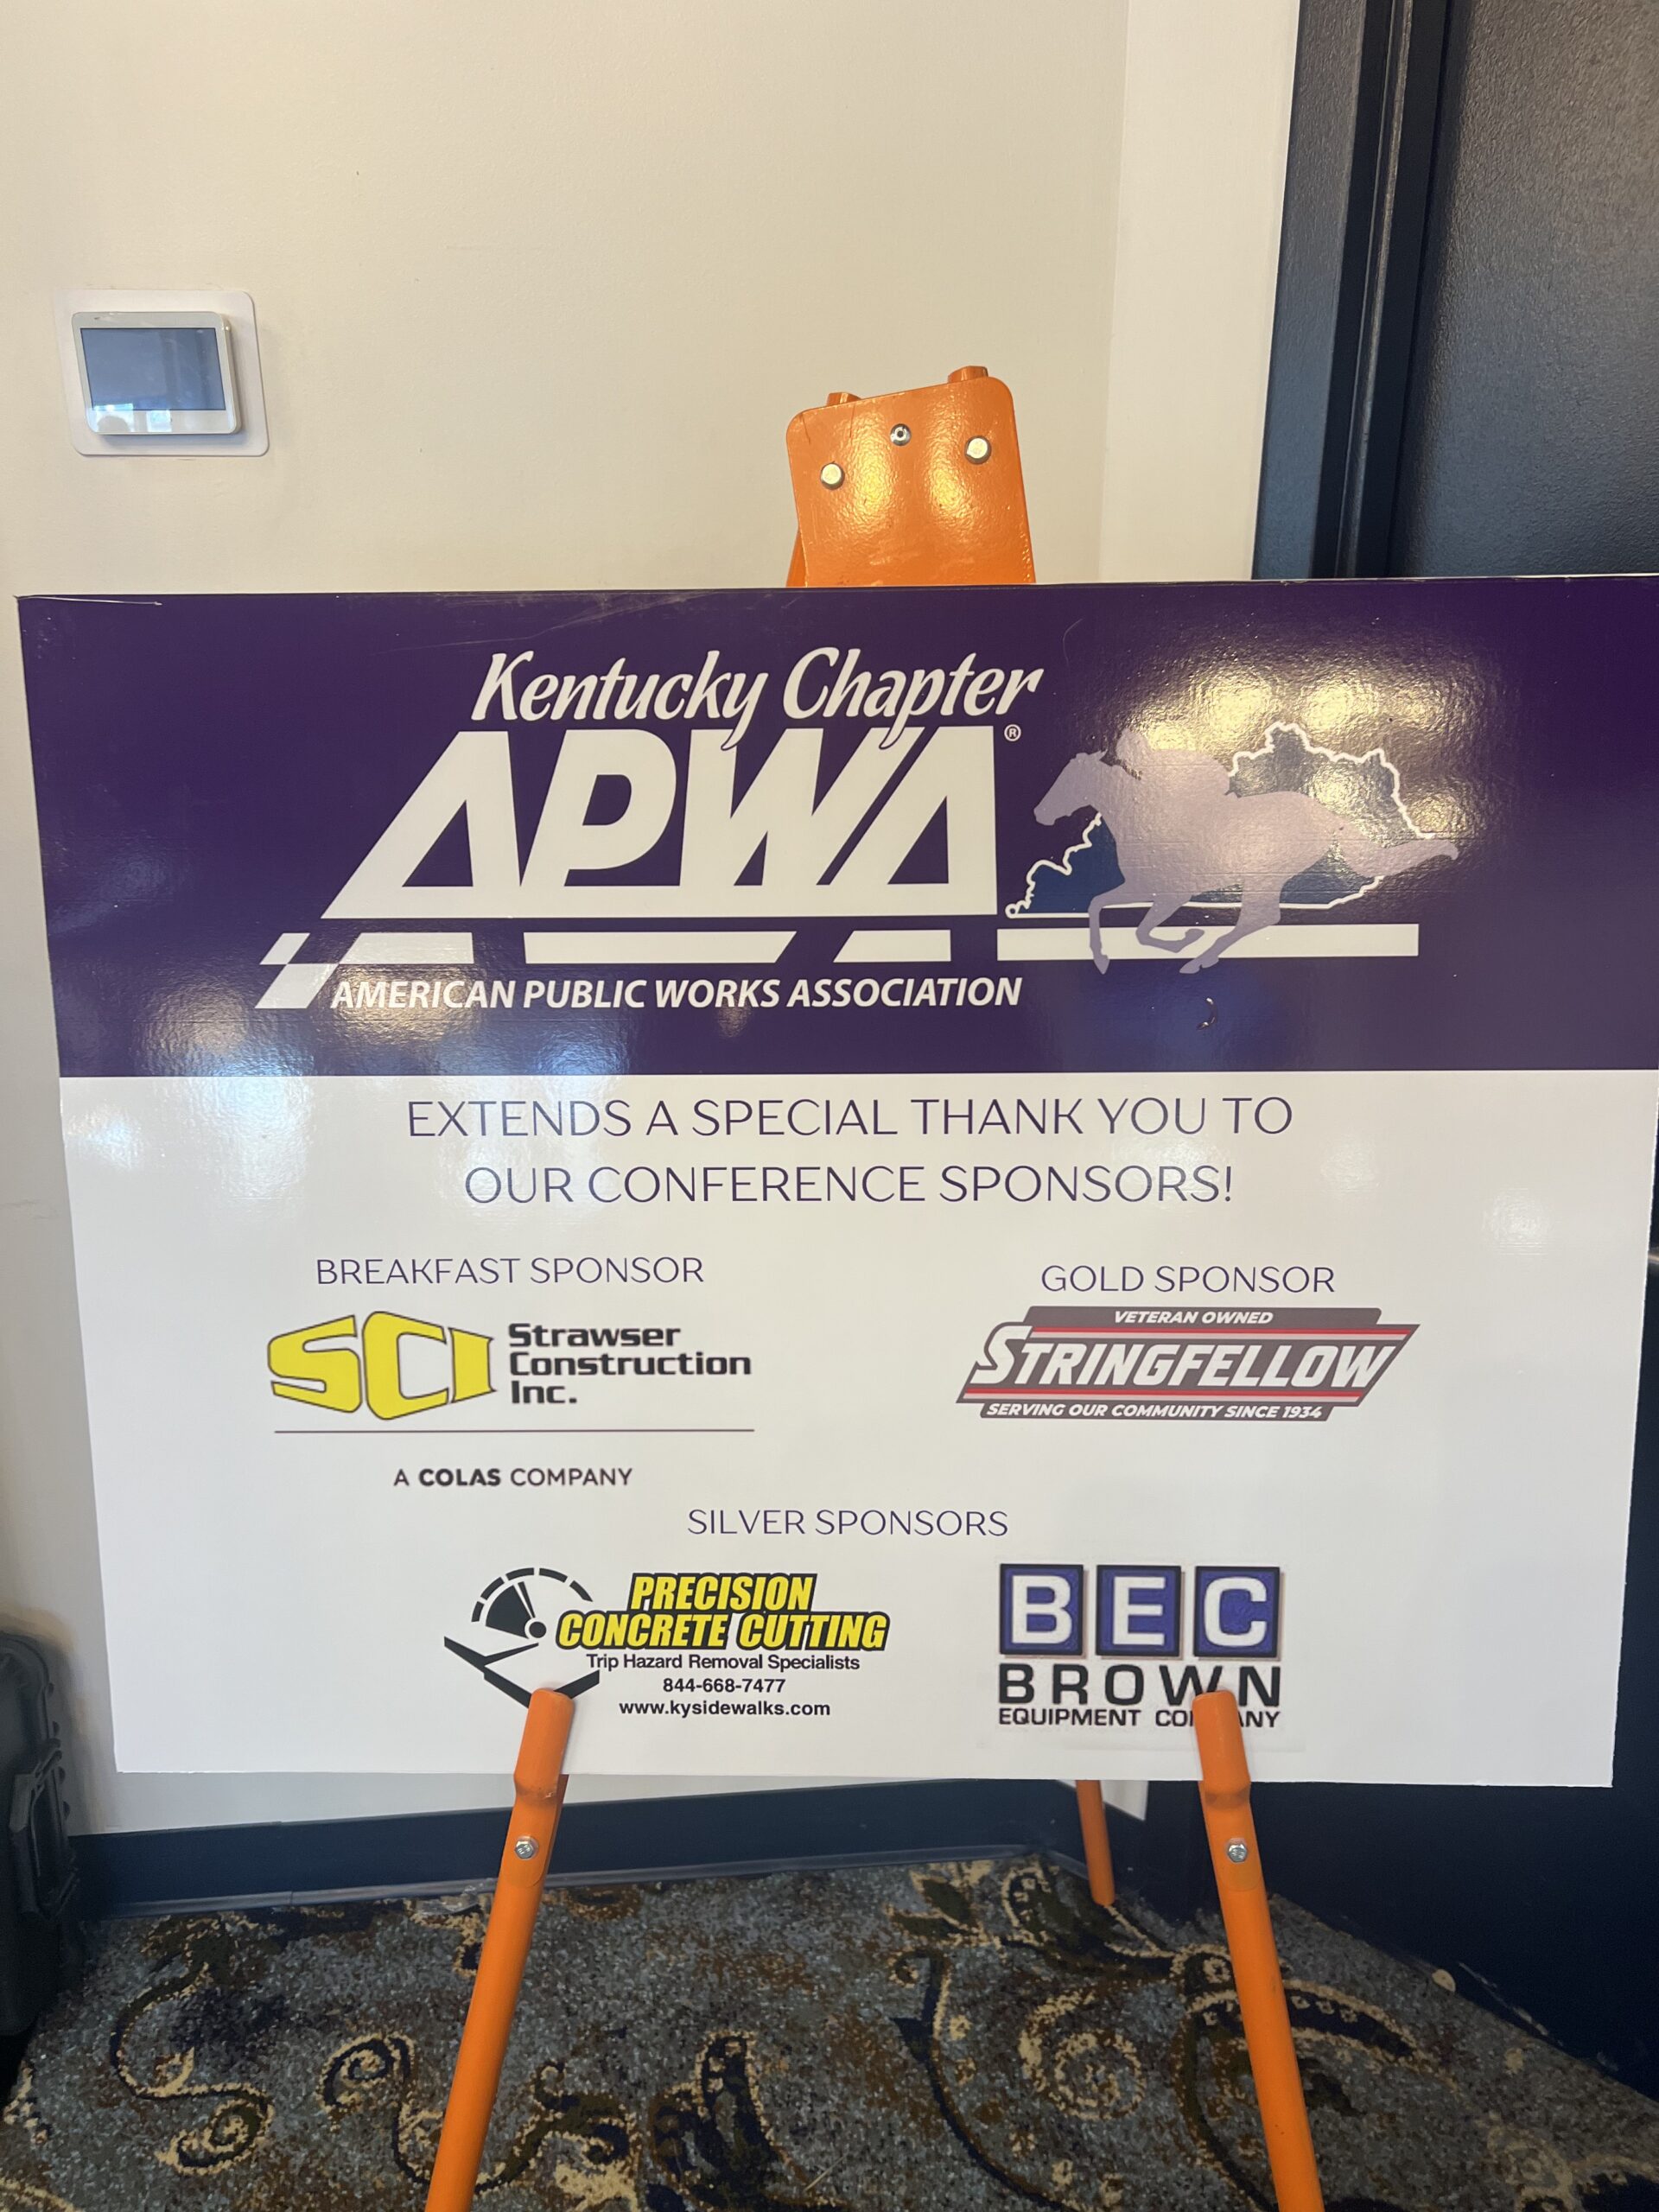 Kentucky Chapter
APWA®
AMERICAN PUBLIC WORKS ASSOCIATION
EXTENDS A SPECIAL THANK YOU TO
OUR CONFERENCE SPONSORS!
BREAKFAST SPONSOR
SCI
Strawser
Construction
Inc.
A COLAS COMPANY
GOLD SPONSOR
VETERAN OWNED
STRINGFELLOW
SERVING OUR COMMUNITY SINCE 1934
SILVER SPONSORS
PRECISION
CONCRETE CUTTING
Trip Hazard Removal Specialists
844-668-7477
www.kysidewalks.com
BEC
BROWN
EQUIPMENT COMPANY